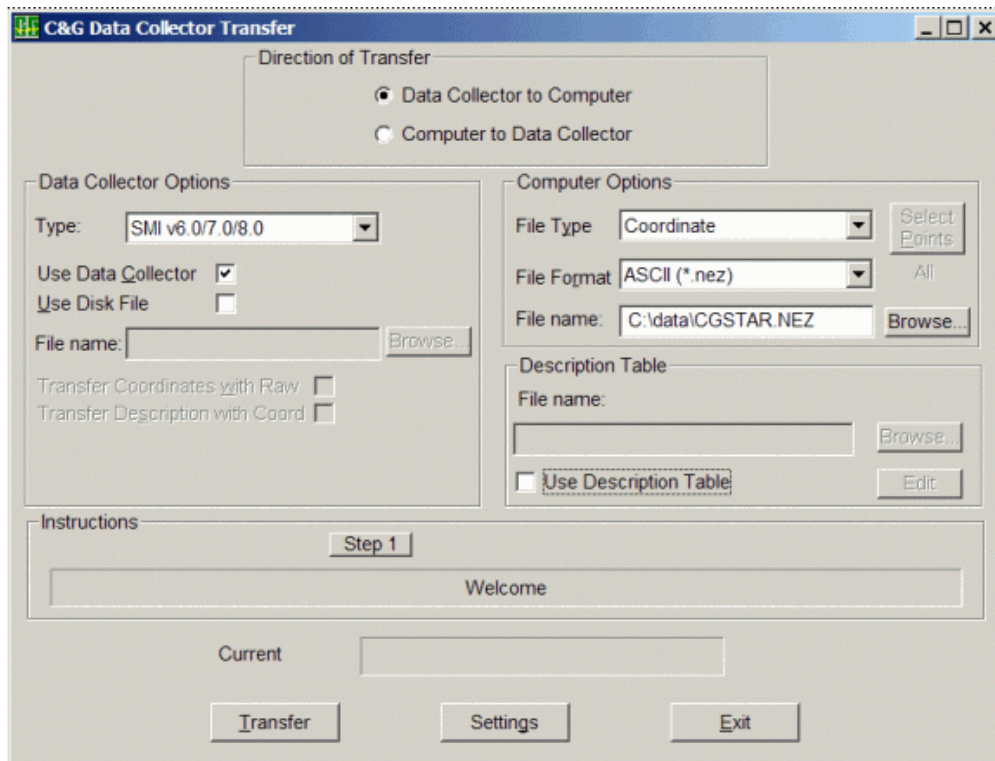 C&G Data Collector Transfer
Direction of Transfer
Data Collector to Computer
Computer to Data Collector
Data Collector Options
Type: SMI v6.0/7.0/8.0
Use Data Collector
Use Disk File
File name: Browse...
Transfer Coordinates with Raw
Transfer Description with Coord
Computer Options
File Type Coordinate Select Points
File Format ASCII (*.nez) All
File name: C:\data\CGSTAR.NEZ Browse...
Description Table
File name:
Browse...
Use Description Table Edit
Instructions
Step 1
Welcome
Current
Transfer Settings Exit